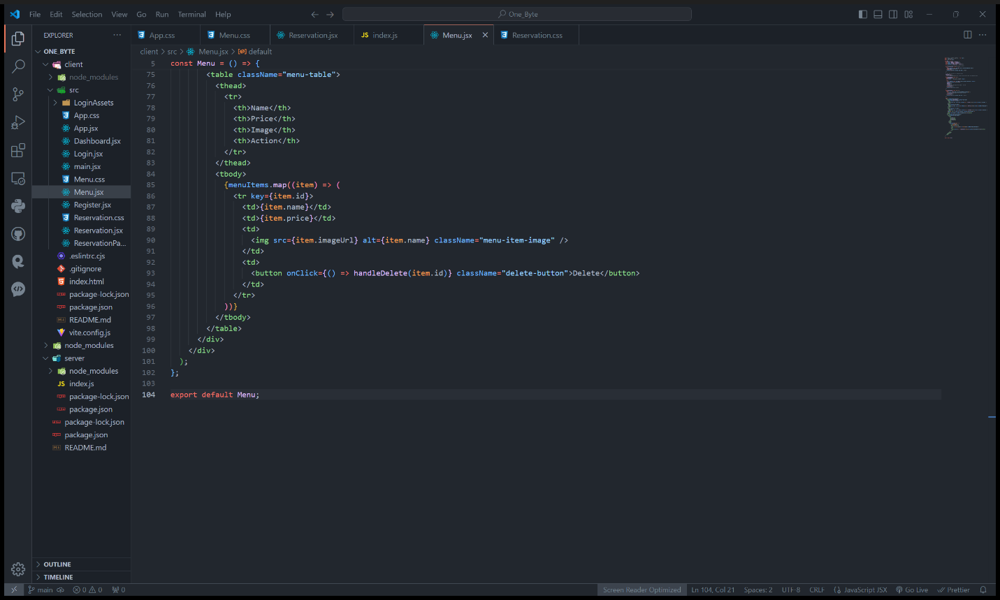 File Edit Selection View Go Run Terminal Help
One_Byte
EXPLORER
ONE_BYTE
client
node_modules
src
LoginAssets
App.css
App.jsx
Dashboard.jsx
Login.jsx
main.jsx
Menu.css
Menu.jsx
Register.jsx
Reservation.css
Reservation.jsx
ReservationPa...
.eslintrc.cjs
.gitignore
index.html
package-lock.json
package.json
README.md
vite.config.js
node_modules
server
node_modules
index.js
package-lock.json
package.json
package-lock.json
package.json
README.md
OUTLINE
TIMELINE
App.css Menu.css Reservation.jsx JS index.js Menu.jsx Reservation.css
client > src > Menu.jsx > default
5 const Menu = () => {
75 <table className="menu-table">
76 <thead>
77 <tr>
78 <th>Name</th>
79 <th>Price</th>
80 <th>Image</th>
81 <th>Action</th>
82 </tr>
83 </thead>
84 <tbody>
85 {menuItems.map((item) => (
86 <tr key={item.id}>
87 <td>{item.name}</td>
88 <td>{item.price}</td>
89 <td>
90 <img src={item.imageUrl} alt={item.name} className="menu-item-image" />
91 </td>
92 <td>
93 <button onClick={() => handleDelete(item.id)} className="delete-button">Delete</button>
94 </td>
95 </tr>
96 ))}
97 </tbody>
98 </table>
99 </div>
100 </div>
101 );
102 };
103
104 export default Menu;
main 0 0 0 Screen Reader Optimized Ln 104, Col 21 Spaces: 2 UTF-8 CRLF JavaScript JSX Go Live Prettier